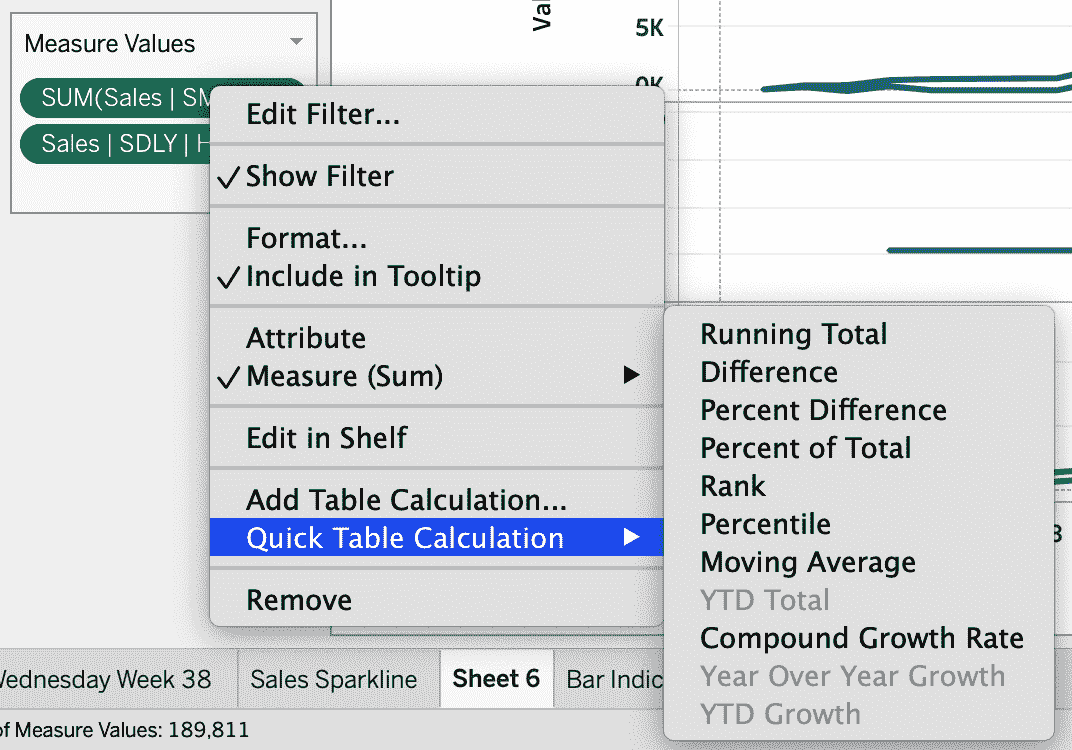 Measure Values
SUM(Sales | SM
Sales | SDLY | H
5K
0K
Edit Filter...
✓Show Filter
Format...
✓Include in Tooltip
Attribute
✓Measure (Sum) ▶
Edit in Shelf
Add Table Calculation...
Quick Table Calculation ▶
Remove
Running Total
Difference
Percent Difference
Percent of Total
Rank
Percentile
Moving Average
YTD Total
Compound Growth Rate
Year Over Year Growth
YTD Growth
Wednesday Week 38
Sales Sparkline
Sheet 6
Bar Indic
of Measure Values: 189,811